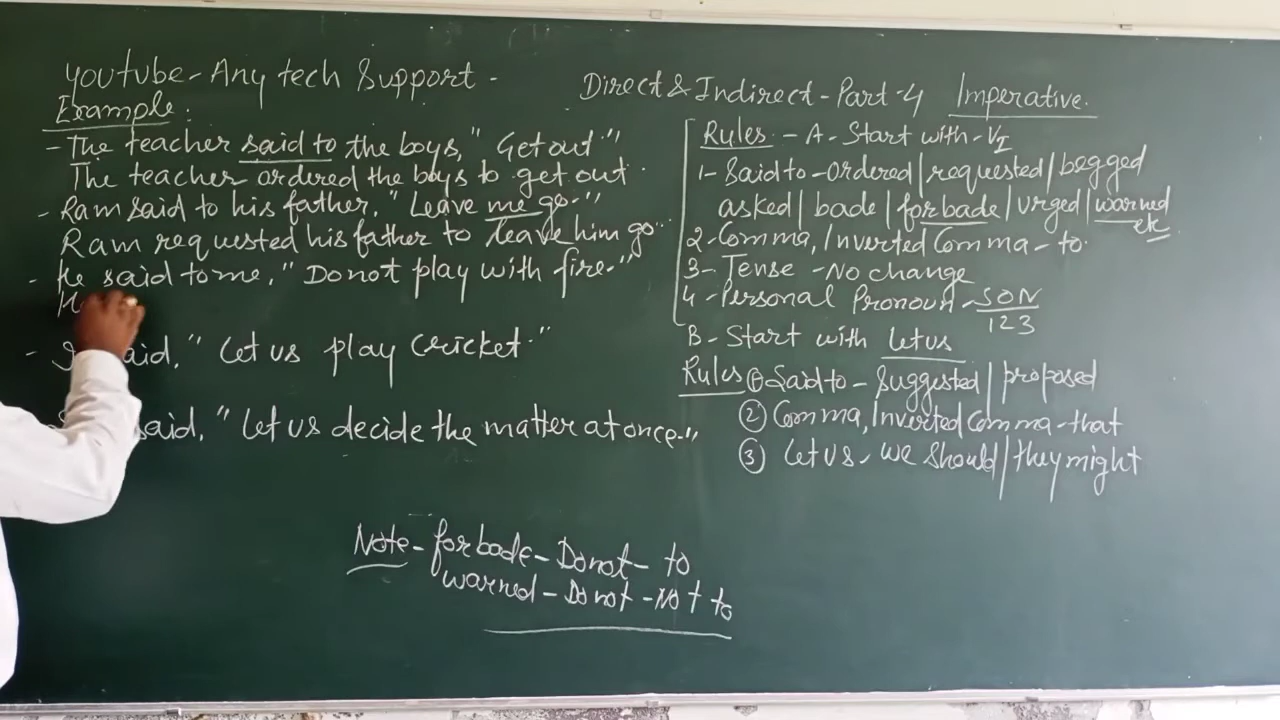 Youtube - Any tech Support -
Example:
- The teacher said to the boys, "Get out."
The teacher ordered the boys to get out.
- Ram said to his father, "Leave me go."
Ram requested his father to leave him go.
- He said to me, "Do not play with fire."
H
- said, "Let us play cricket."
said, "Let us decide the matter at once."
Direct & Indirect - Part-4 Imperative.
Rules. - A - Start with - V1
1- Said to - Ordered | requested | begged
asked | bade | forbade | urged | warned
etc
2- Comma, Inverted Comma - to
3- Tense - No change
4- Personal Pronoun - SON
123
B- Start with Let us
Rules ① Said to - Suggested | proposed
② Comma, Inverted Comma - that
③ Let us - we should | they might
Note - forbade - Do not - to
warned - Do not - Not to